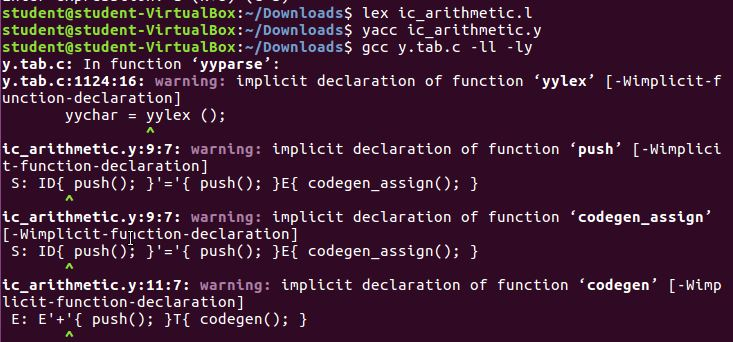 student@student-VirtualBox:~/Downloads$ lex ic_arithmetic.l
student@student-VirtualBox:~/Downloads$ yacc ic_arithmetic.y
student@student-VirtualBox:~/Downloads$ gcc y.tab.c -ll -ly
y.tab.c: In function ‘yyparse’:
y.tab.c:1124:16: warning: implicit declaration of function ‘yylex’ [-Wimplicit-f
unction-declaration]
yychar = yylex ();
^
ic_arithmetic.y:9:7: warning: implicit declaration of function ‘push’ [-Wimplici
t-function-declaration]
S: ID{ push(); }'='{ push(); }E{ codegen_assign(); }
^
ic_arithmetic.y:9:7: warning: implicit declaration of function ‘codegen_assign’
[-Wimplicit-function-declaration]
S: ID{ push(); }'='{ push(); }E{ codegen_assign(); }
^
ic_arithmetic.y:11:7: warning: implicit declaration of function ‘codegen’ [-Wimp
licit-function-declaration]
E: E'+'{ push(); }T{ codegen(); }
^